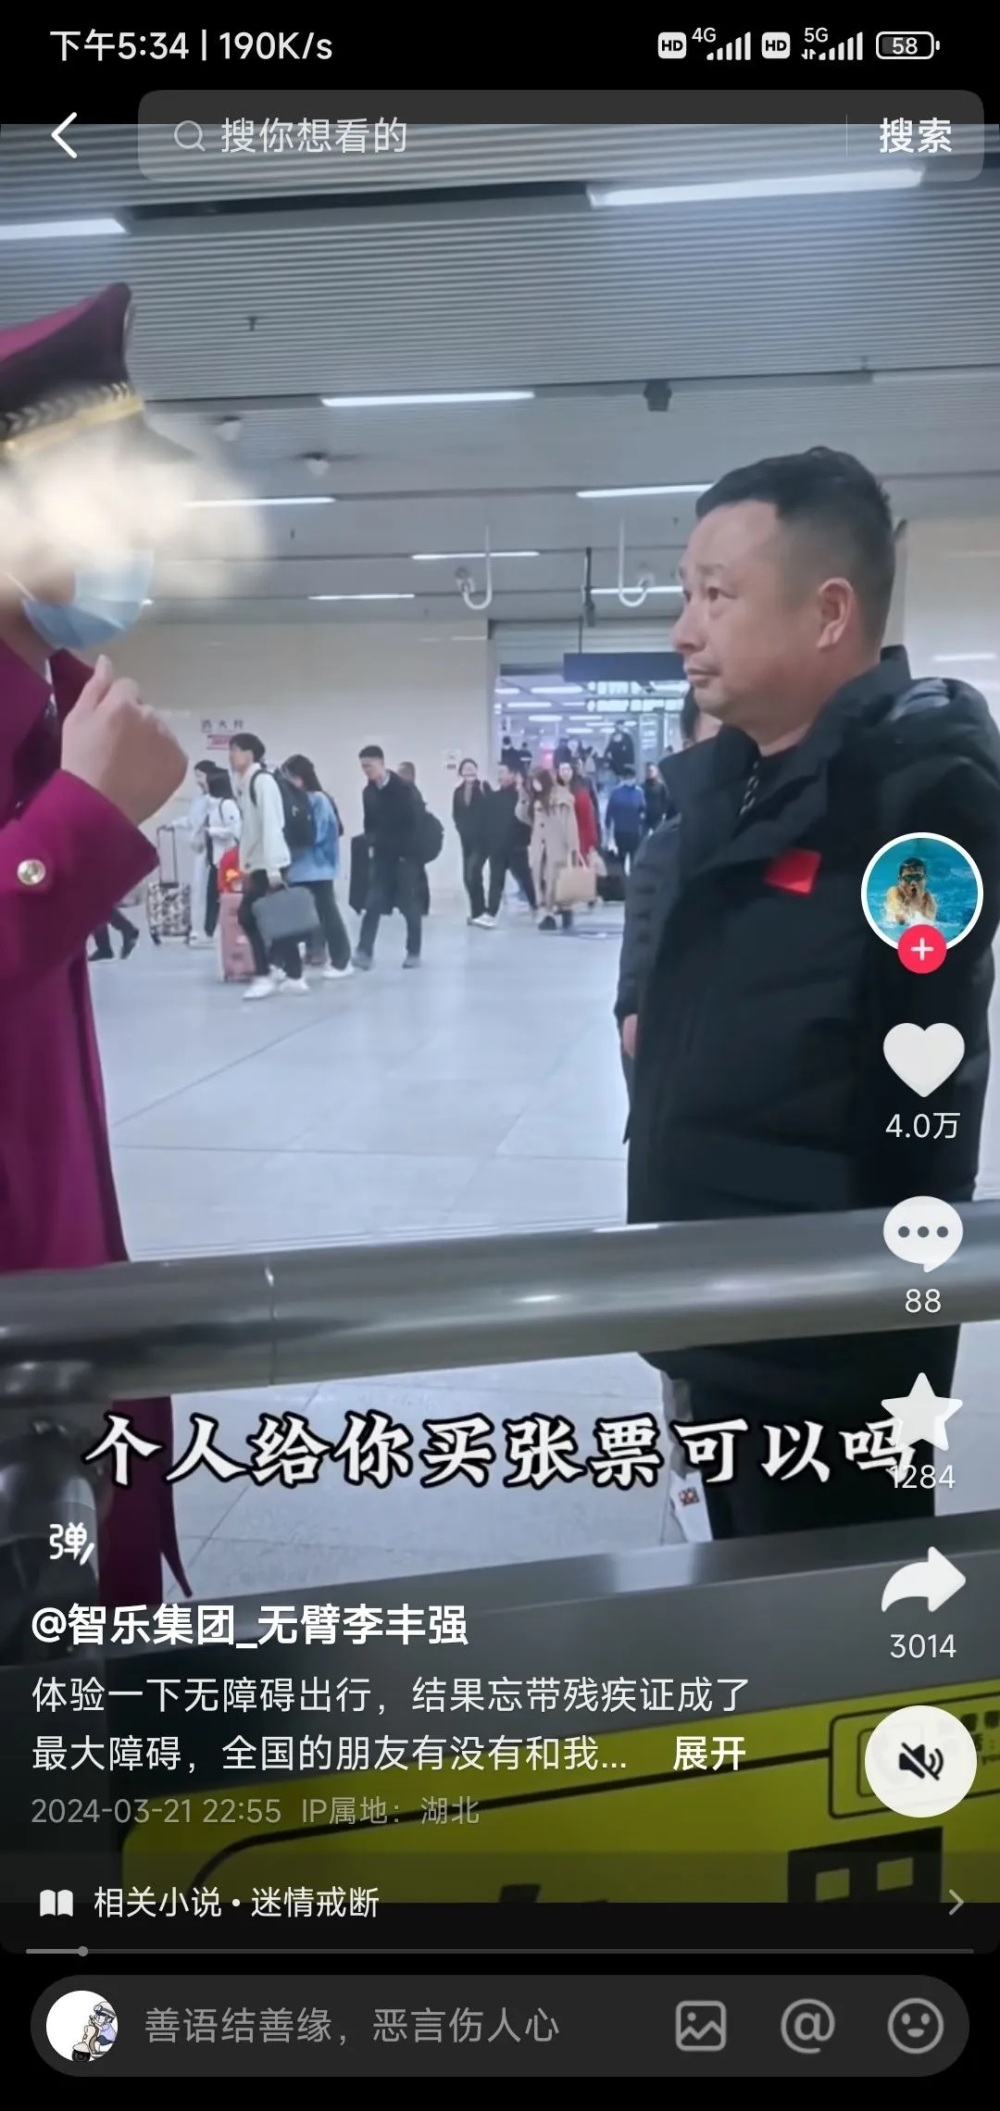 下午5:34 | 190K/s
HD 4G HD 5G 58
搜你想看的 搜索
4.0万
88
个人给你买张票可以吗
1284
弹
@智乐集团_无臂李丰强
3014
体验一下无障碍出行，结果忘带残疾证成了
最大障碍，全国的朋友有没有和我... 展开
2024-03-21 22:55 IP属地：湖北
相关小说 • 迷情戒断
善语结善缘，恶言伤人心